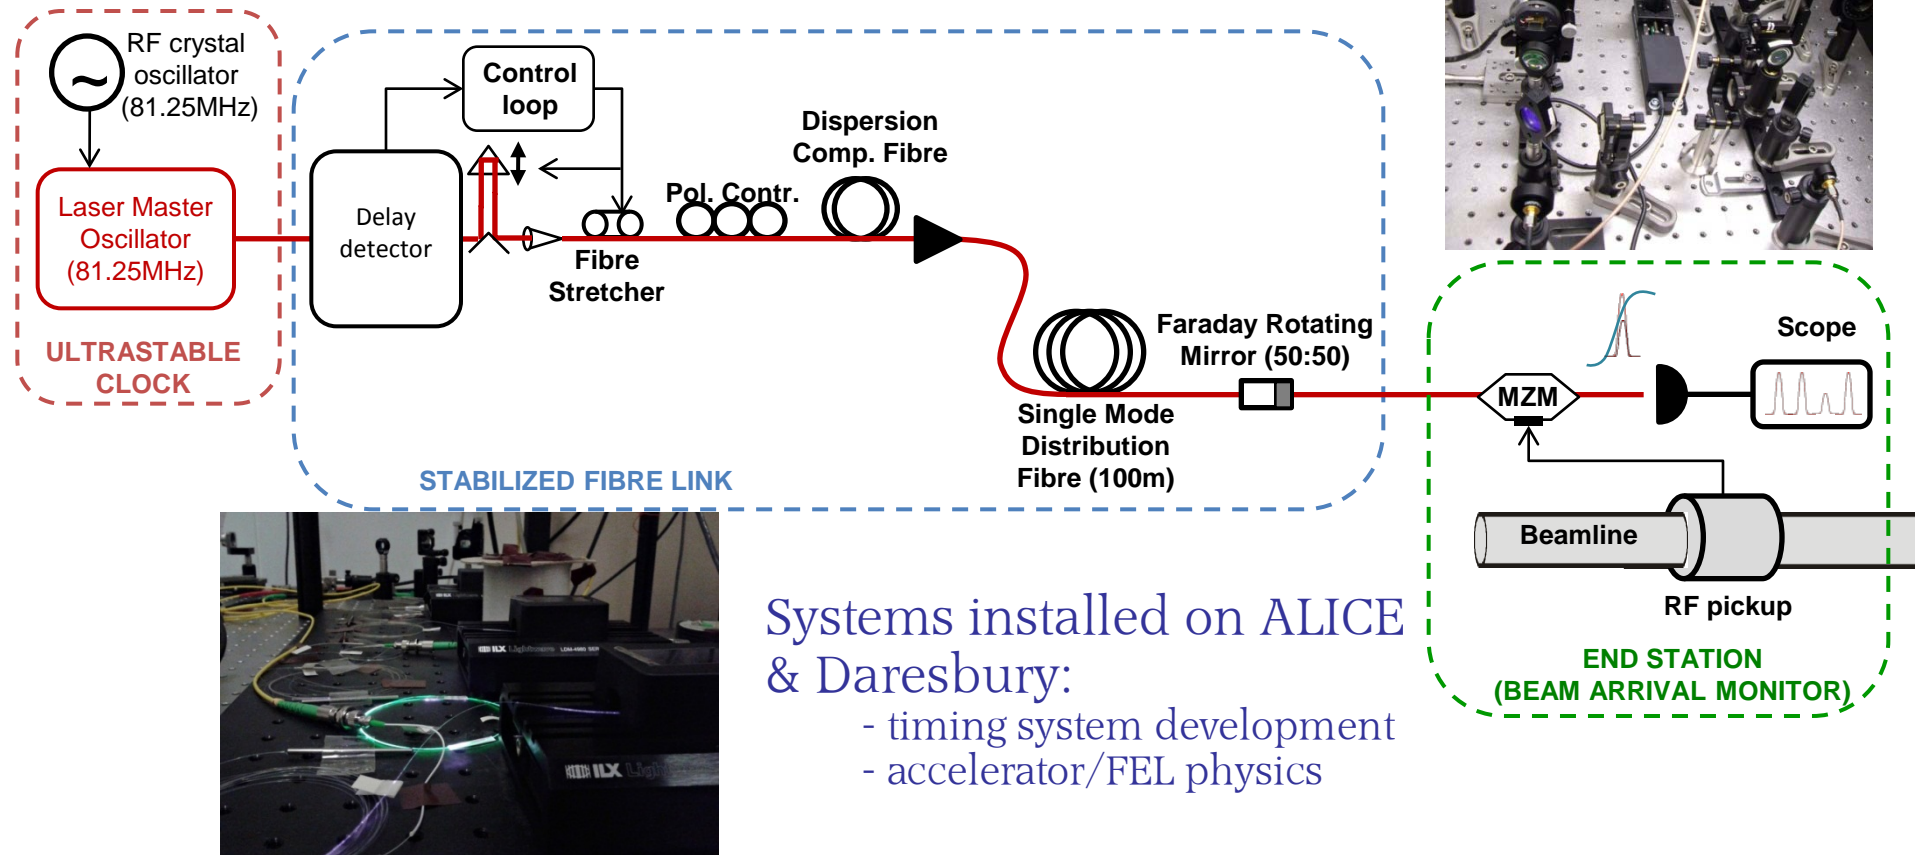 RF crystal
oscillator
(81.25MHz)
~
Laser Master
Oscillator
(81.25MHz)
ULTRASTABLE
CLOCK
Control
loop
Delay
detector
Fibre
Stretcher
Pol. Contr.
Dispersion
Comp. Fibre
Single Mode
Distribution
Fibre (100m)
Faraday Rotating
Mirror (50:50)
STABILIZED FIBRE LINK
MZM
Scope
Beamline
RF pickup
END STATION
(BEAM ARRIVAL MONITOR)
ILX Lightwave
ILX
Systems installed on ALICE
& Daresbury:
- timing system development
- accelerator/FEL physics